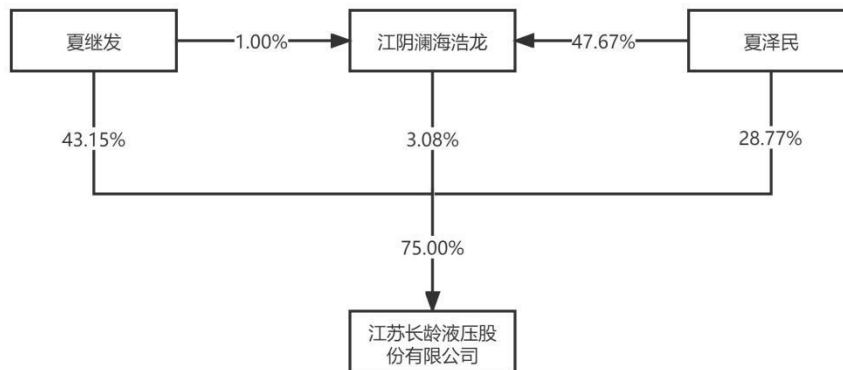 夏继发
1.00%
江阴澜海浩龙
47.67%
夏泽民
43.15%
3.08%
28.77%
75.00%
江苏长龄液压股
份有限公司